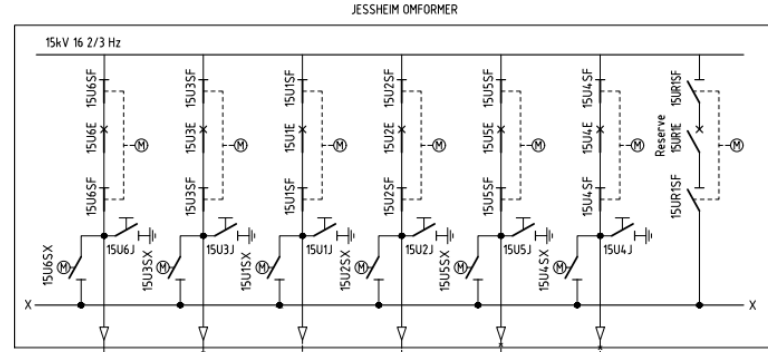 JESSHEIM OMFORMER
15kV 16 2/3 Hz
15U6SF 15U3SF 15U1SF 15U2SF 15U5SF 15U4SF 15UR1SF
15U6E 15U3E 15U1E 15U2E 15U5E 15U4E Reserve 15UR1E
M M M M M M M
15U6SF 15U3SF 15U1SF 15U2SF 15U5SF 15U4SF 15UR1SF
15U6J 15U3J 15U1J 15U2J 15U5J 15U4J
15U6SX 15U3SX 15U1SX 15U2SX 15U5SX 15U4SX
M M M M M M
X X